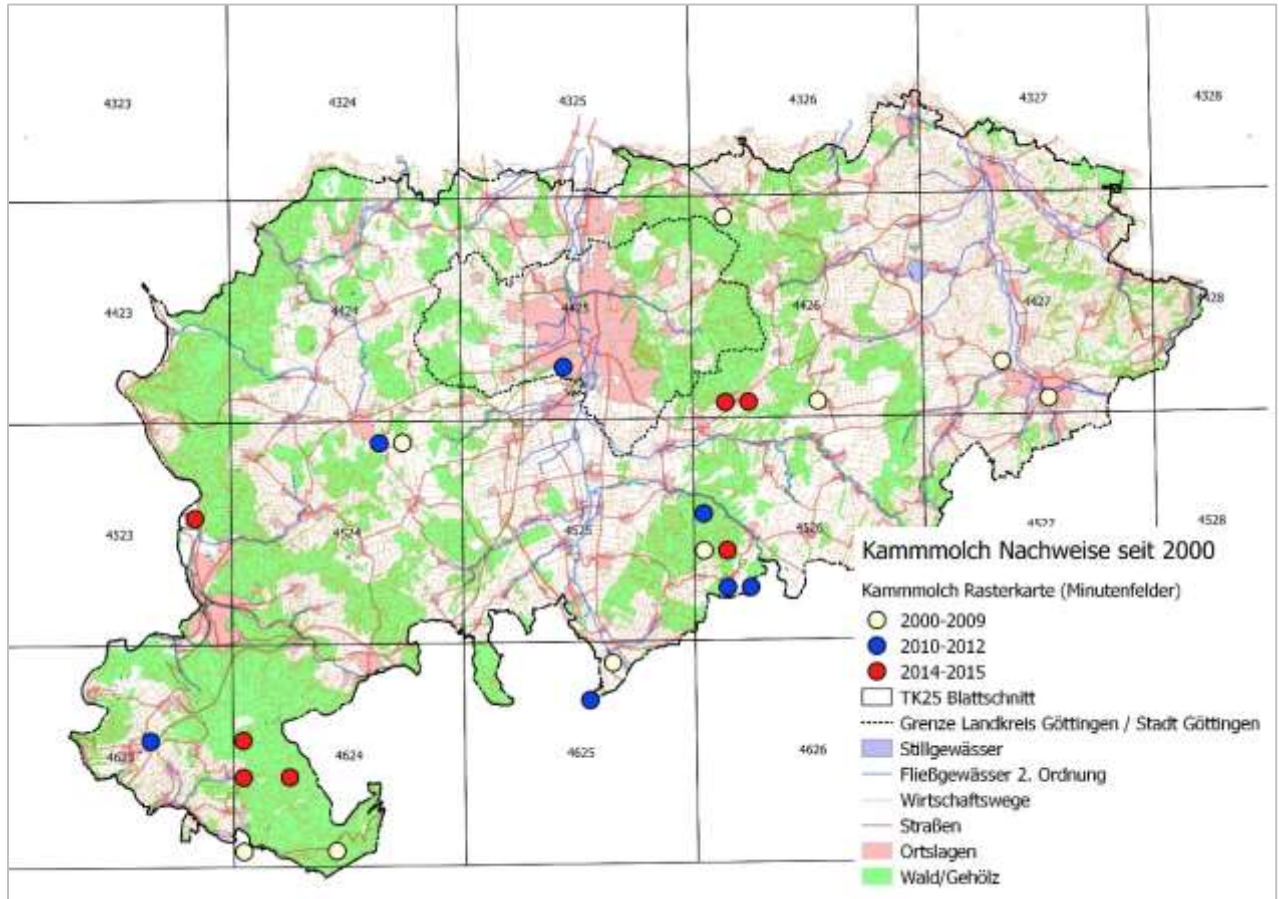 4323
4324
4325
4326
4327
4328
4423
4424
4425
4426
4427
4428
4523
4524
4525
4526
4527
4528
Kammmolch Nachweise seit 2000
Kammmolch Rasterkarte (Minutenfelder)
2000-2009
2010-2012
2014-2015
TK25 Blattschnitt
Grenze Landkreis Göttingen / Stadt Göttingen
Stillgewässer
Fließgewässer 2. Ordnung
Wirtschaftswege
Straßen
Ortslagen
Wald/Gehölz
4623
4624
4625
4626